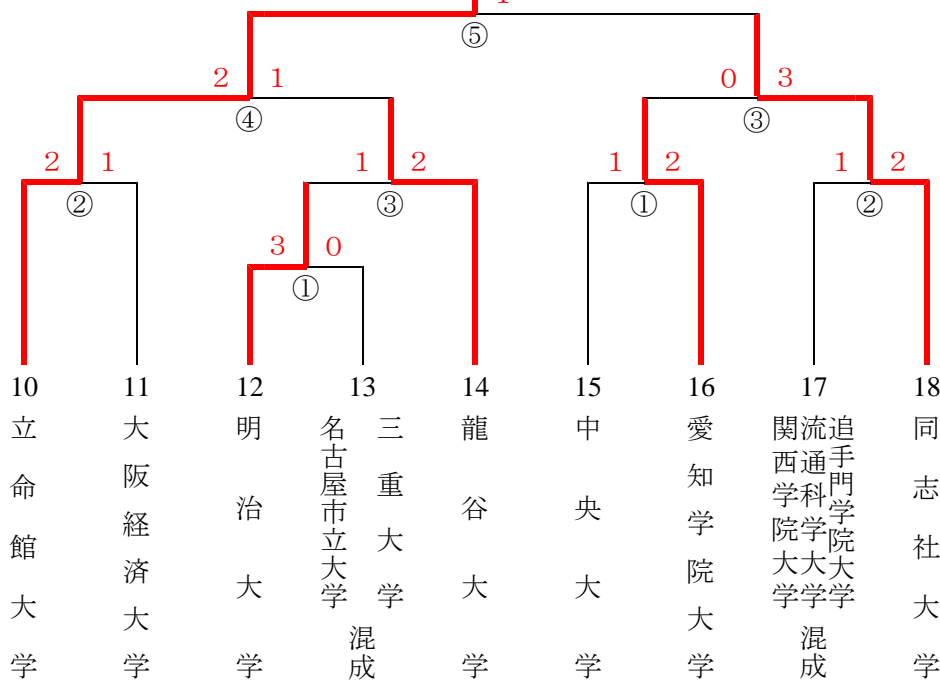 1
⑤
2 1
0 3
④
③
2 1
1 2
1 2
1 2
②
③
①
②
3 0
①
10 11 12 13 14 15 16 17 18
立命館大学
大阪経済大学
明治大学
三重大学
名古屋市立大学
混成
龍谷大学
中央大学
愛知学院大学
追手門学院大学
流通科学大学
関西学院大学
混成
同志社大学